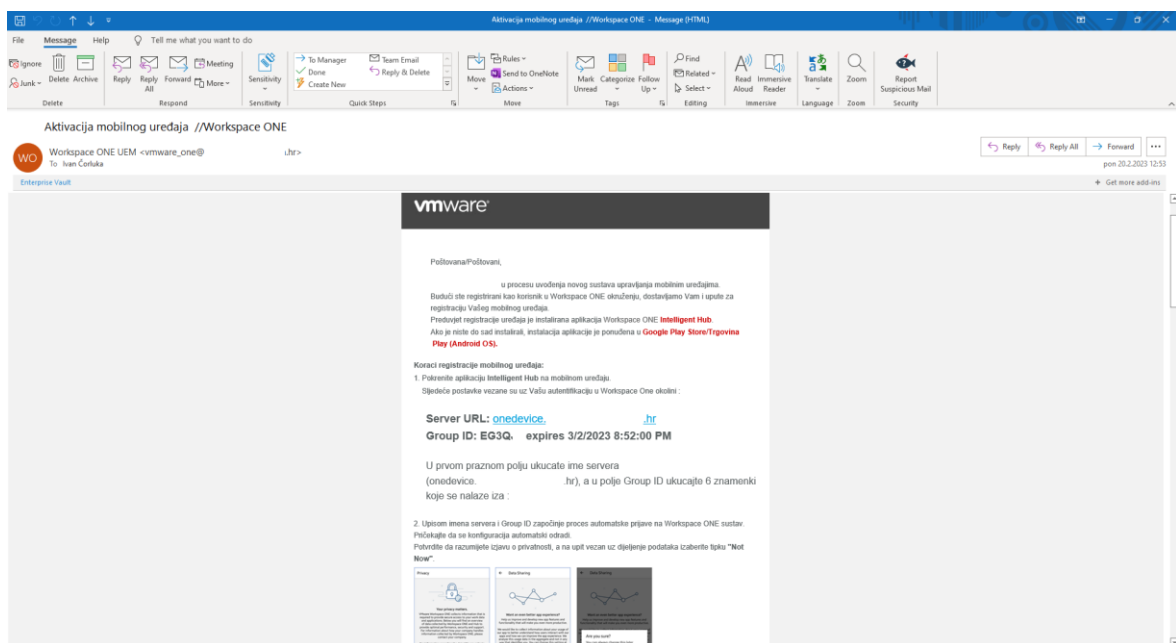 Aktivacija mobilnog uređaja //Workspace ONE - Message (HTML)
File Message Help Tell me what you want to do
Ignore
Junk
Delete Archive
Reply Reply All Forward
Meeting
More
Sensitivity
To Manager Team Email
Done Reply & Delete
Create New
Move
Rules
Send to OneNote
Actions
Mark Unread Categorize Follow Up
Find
Related
Select
Read Aloud Immersive Reader
Translate
Zoom
Report Suspicious Mail
Delete Respond Sensitivity Quick Steps Move Tags Editing Immersive Language Zoom Security
Aktivacija mobilnog uređaja //Workspace ONE
WO
Workspace ONE UEM <vmware_one@ .hr>
To Ivan Ćorluka
Reply Reply All Forward
pon 20.2.2023 12:53
Enterprise Vault
+ Get more add-ins
vmware
Poštovana/Poštovani,
u procesu uvođenja novog sustava upravljanja mobilnim uređajima.
Budući ste registrirani kao korisnik u Workspace ONE okruženju, dostavljamo Vam i upute za
registraciju Vašeg mobilnog uređaja.
Preduvjet registracije uređaja je instalirana aplikacija Workspace ONE Intelligent Hub.
Ako je niste do sad instalirali, instalacija aplikacije je ponuđena u Google Play Store/Trgovina
Play (Android OS).
Koraci registracije mobilnog uređaja:
1. Pokrenite aplikaciju Intelligent Hub na mobilnom uređaju.
Sljedeće postavke vezane su uz Vašu autentifikaciju u Workspace One okolini :
Server URL: onedevice. .hr
Group ID: EG3Q expires 3/2/2023 8:52:00 PM
U prvom praznom polju ukucate ime servera
(onedevice. .hr), a u polje Group ID ukucajte 6 znamenki
koje se nalaze iza :
2. Upisom imena servera i Group ID započinje proces automatske prijave na Workspace ONE sustav.
Pričekajte da se konfiguracija automatski odradi.
Potvrdite da razumijete izjavu o privatnosti, a na upit vezan uz dijeljenje podataka izaberite tipku "Not
Now".
Privacy
Data Sharing
Data Sharing
Your privacy matters.
Are you sure?